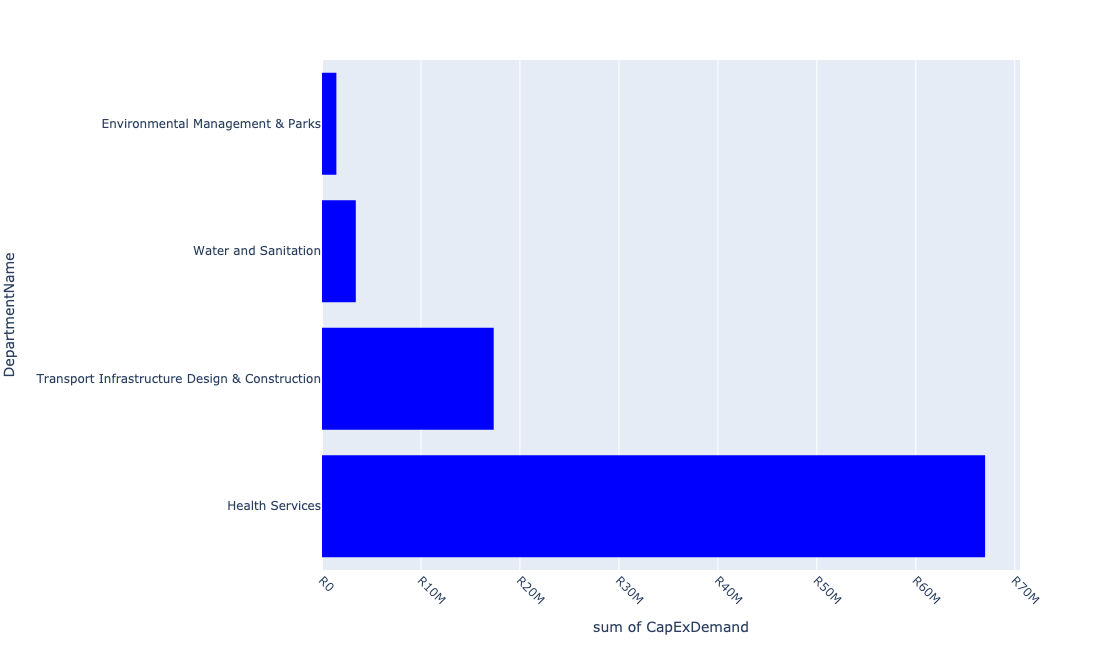 Environmental Management & Parks
Water and Sanitation
Transport Infrastructure Design & Construction
Health Services
DepartmentName
R0
R10M
R20M
R30M
R40M
R50M
R60M
R70M
sum of CapExDemand